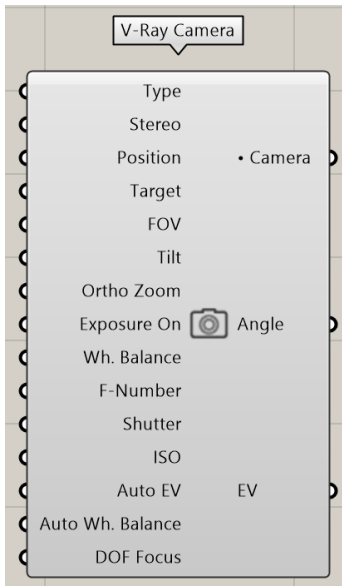 V-Ray Camera
Type
Stereo
Position • Camera
Target
FOV
Tilt
Ortho Zoom
Exposure On Angle
Wh. Balance
F-Number
Shutter
ISO
Auto EV EV
Auto Wh. Balance
DOF Focus